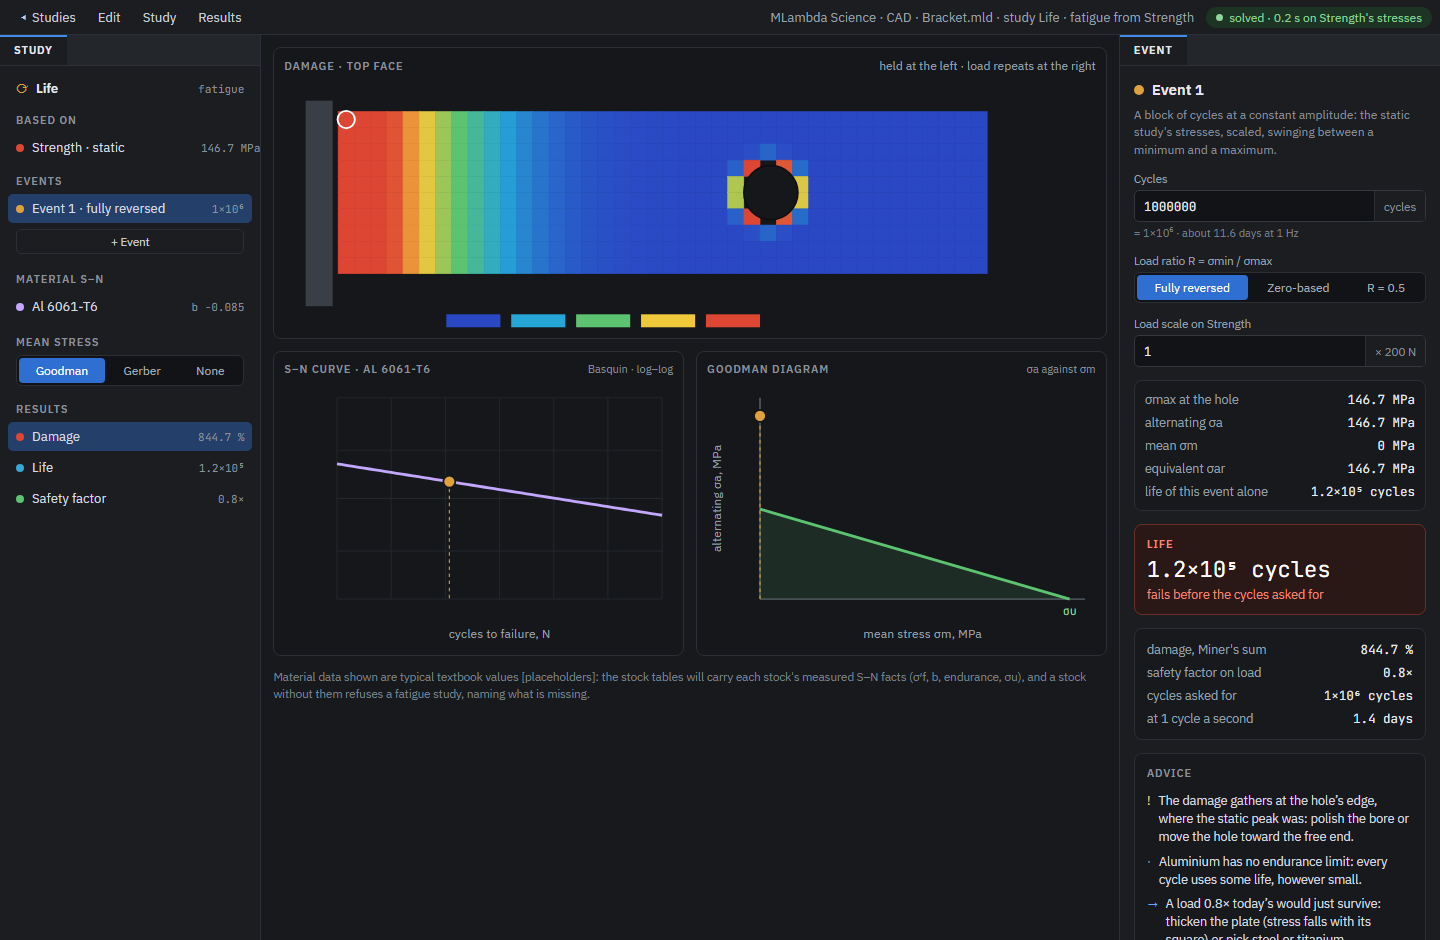 Studies Edit Study Results
MLambda Science · CAD · Bracket.mld · study Life · fatigue from Strength
solved · 0.2 s on Strength's stresses
STUDY
Life fatigue
BASED ON
Strength · static 146.7 MPa
EVENTS
Event 1 · fully reversed 1×10⁶
+ Event
MATERIAL S–N
Al 6061-T6 b -0.085
MEAN STRESS
Goodman Gerber None
RESULTS
Damage 844.7 %
Life 1.2×10⁵
Safety factor 0.8×
DAMAGE · TOP FACE
held at the left · load repeats at the right
S–N CURVE · AL 6061-T6
Basquin · log–log
cycles to failure, N
GOODMAN DIAGRAM
σa against σm
alternating σa, MPa
σu
mean stress σm, MPa
Material data shown are typical textbook values [placeholders]: the stock tables will carry each stock's measured S–N facts (σ'f, b, endurance, σu), and a stock
without them refuses a fatigue study, naming what is missing.
EVENT
Event 1
A block of cycles at a constant amplitude: the static
study's stresses, scaled, swinging between a
minimum and a maximum.
Cycles
1000000 cycles
= 1×10⁶ · about 11.6 days at 1 Hz
Load ratio R = σmin / σmax
Fully reversed Zero-based R = 0.5
Load scale on Strength
1 × 200 N
σmax at the hole 146.7 MPa
alternating σa 146.7 MPa
mean σm 0 MPa
equivalent σar 146.7 MPa
life of this event alone 1.2×10⁵ cycles
LIFE
1.2×10⁵ cycles
fails before the cycles asked for
damage, Miner's sum 844.7 %
safety factor on load 0.8×
cycles asked for 1×10⁶ cycles
at 1 cycle a second 1.4 days
ADVICE
! The damage gathers at the hole's edge,
where the static peak was: polish the bore or
move the hole toward the free end.
· Aluminium has no endurance limit: every
cycle uses some life, however small.
→ A load 0.8× today's would just survive:
thicken the plate (stress falls with its
square) or pick steel or titanium.